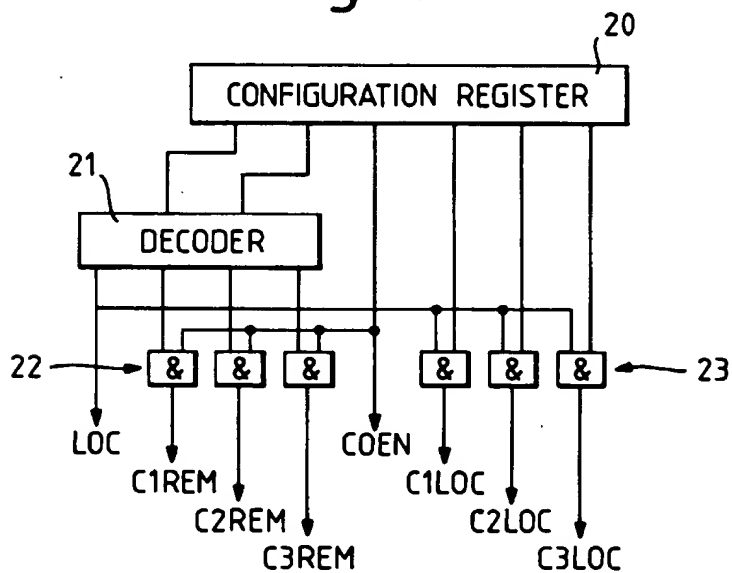 20
CONFIGURATION REGISTER
21
DECODER
22 & & & & & & 23
LOC COEN
C1REM C1LOC
C2REM C2LOC
C3REM C3LOC